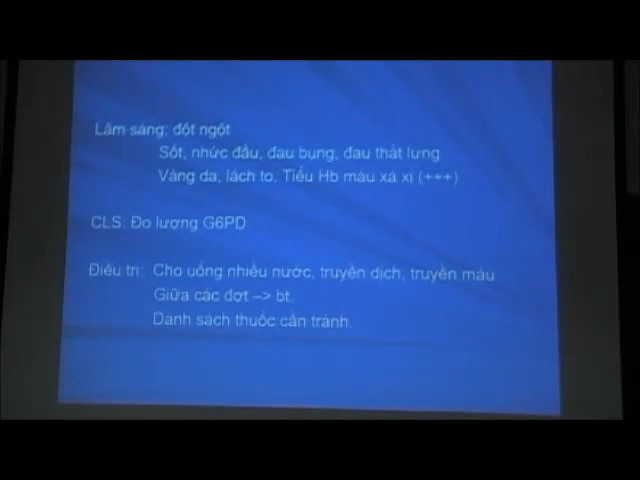 Lâm sàng: đột ngột
Sốt, nhức đầu, đau bụng, đau thắt lưng
Vàng da, lách to. Tiểu Hb màu xá xị (+++)
CLS: Đo lượng G6PD
Điều trị: Cho uống nhiều nước, truyền dịch, truyền máu
Giữa các đợt –> bt.
Danh sách thuốc cần tránh.